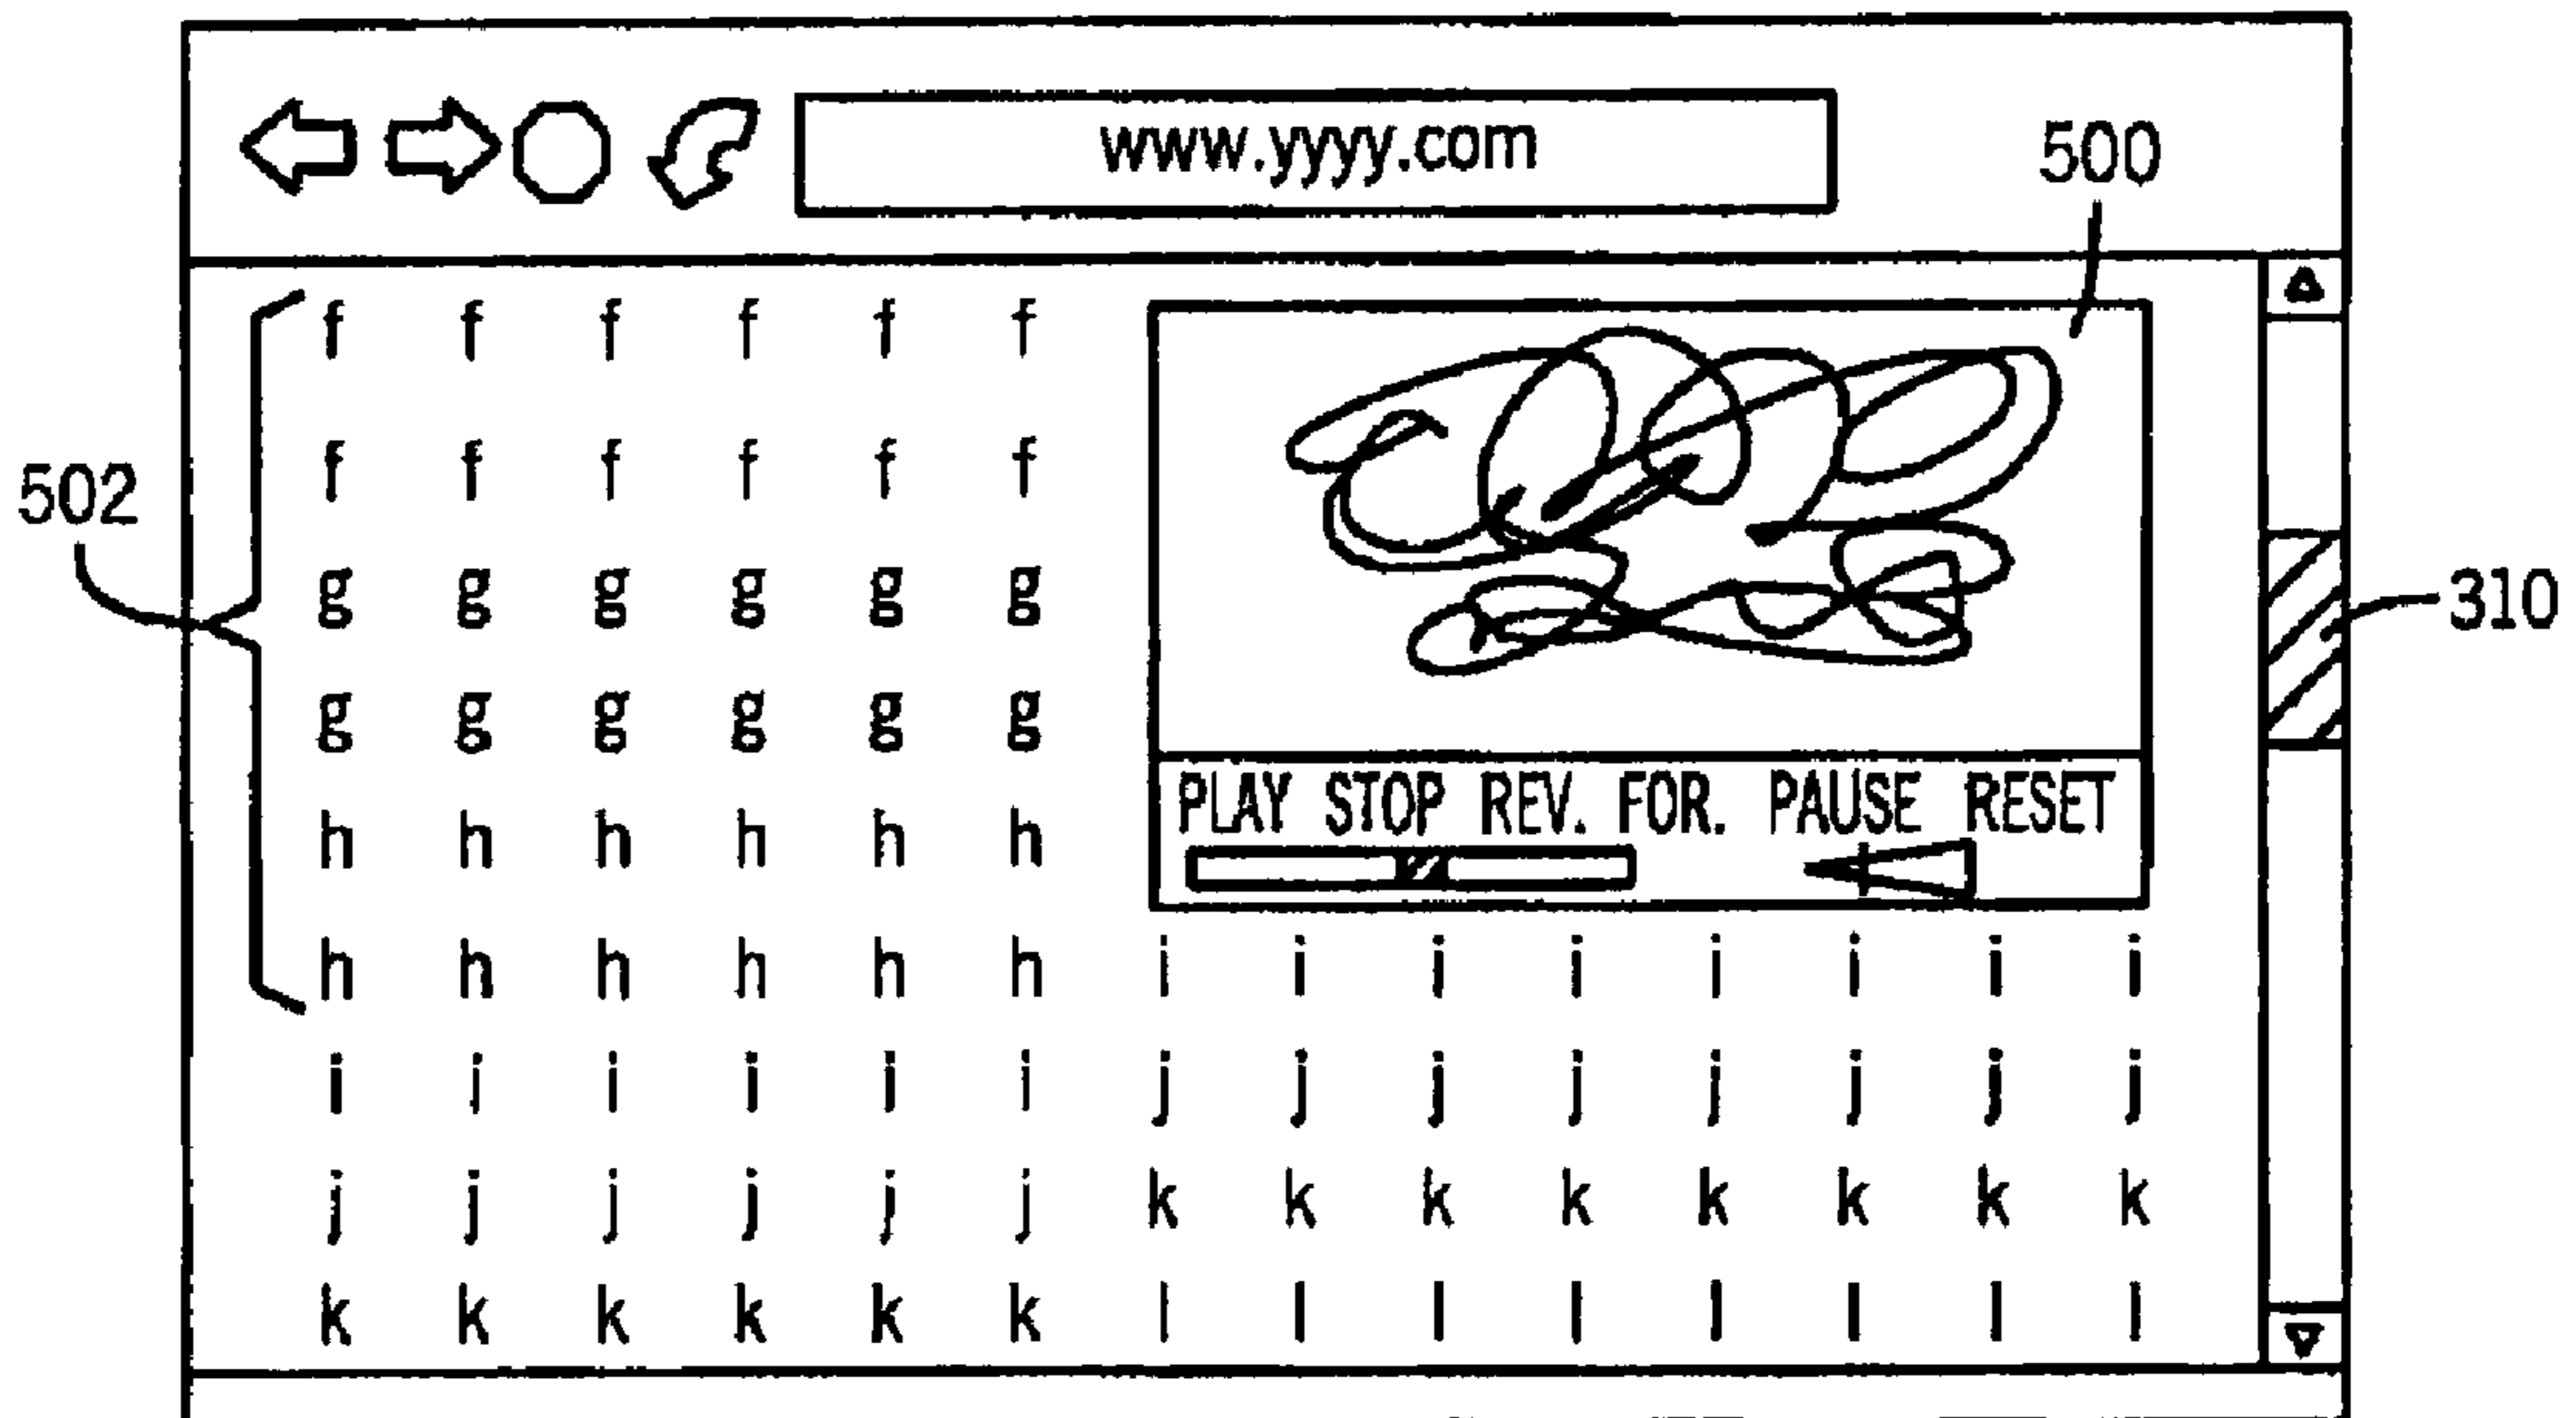 www.yyyy.com
500
f f f f f f
f f f f f f
502
g g g g g g
310
g g g g g g
PLAY STOP REV. FOR. PAUSE RESET
h h h h h h
h h h h h h i i i i i i i i
i i i i i i j j j j j j j j
j j j j j j k k k k k k k k
k k k k k k l l l l l l l l